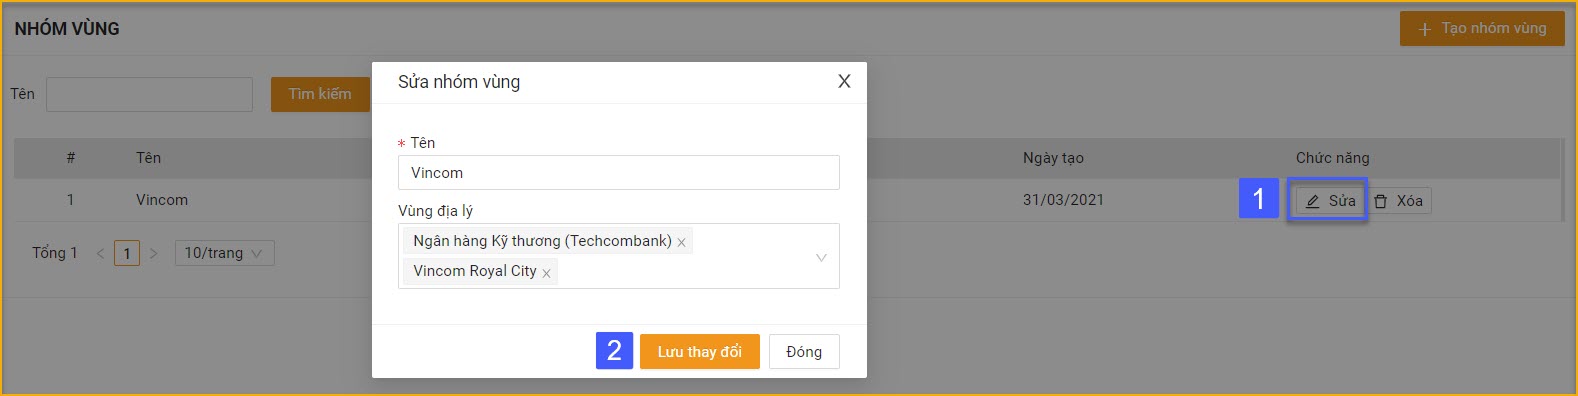 NHÓM VÙNG
+ Tạo nhóm vùng
Tên
Tìm kiếm
# Tên Ngày tạo Chức năng
1 Vincom 31/03/2021 1 Sửa Xóa
Tổng 1 < 1 > 10/trang
Sửa nhóm vùng X
* Tên
Vincom
Vùng địa lý
Ngân hàng Kỹ thương (Techcombank) ×
Vincom Royal City ×
2 Lưu thay đổi Đóng